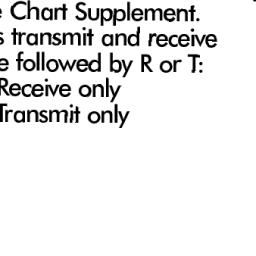 Chart Supplement.
transmit and receive
followed by R or T:
Receive only
Transmit only